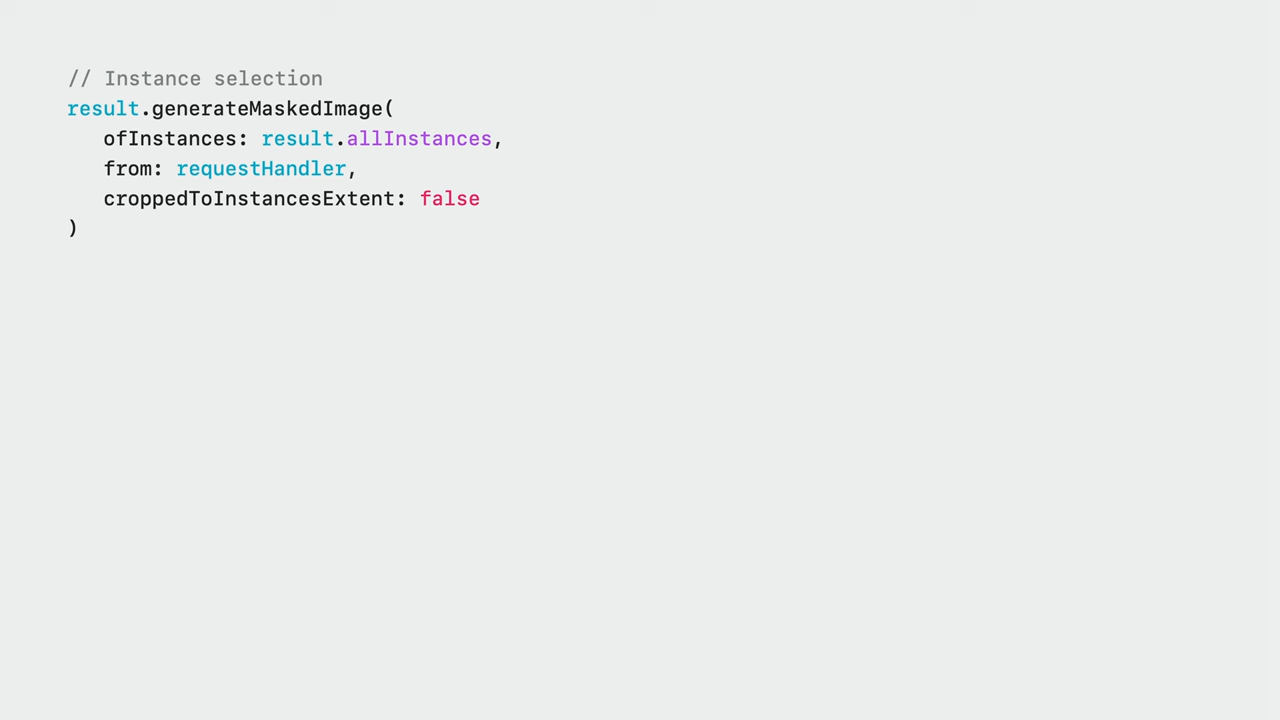 // Instance selection
result.generateMaskedImage(
   ofInstances: result.allInstances,
   from: requestHandler,
   croppedToInstancesExtent: false
)